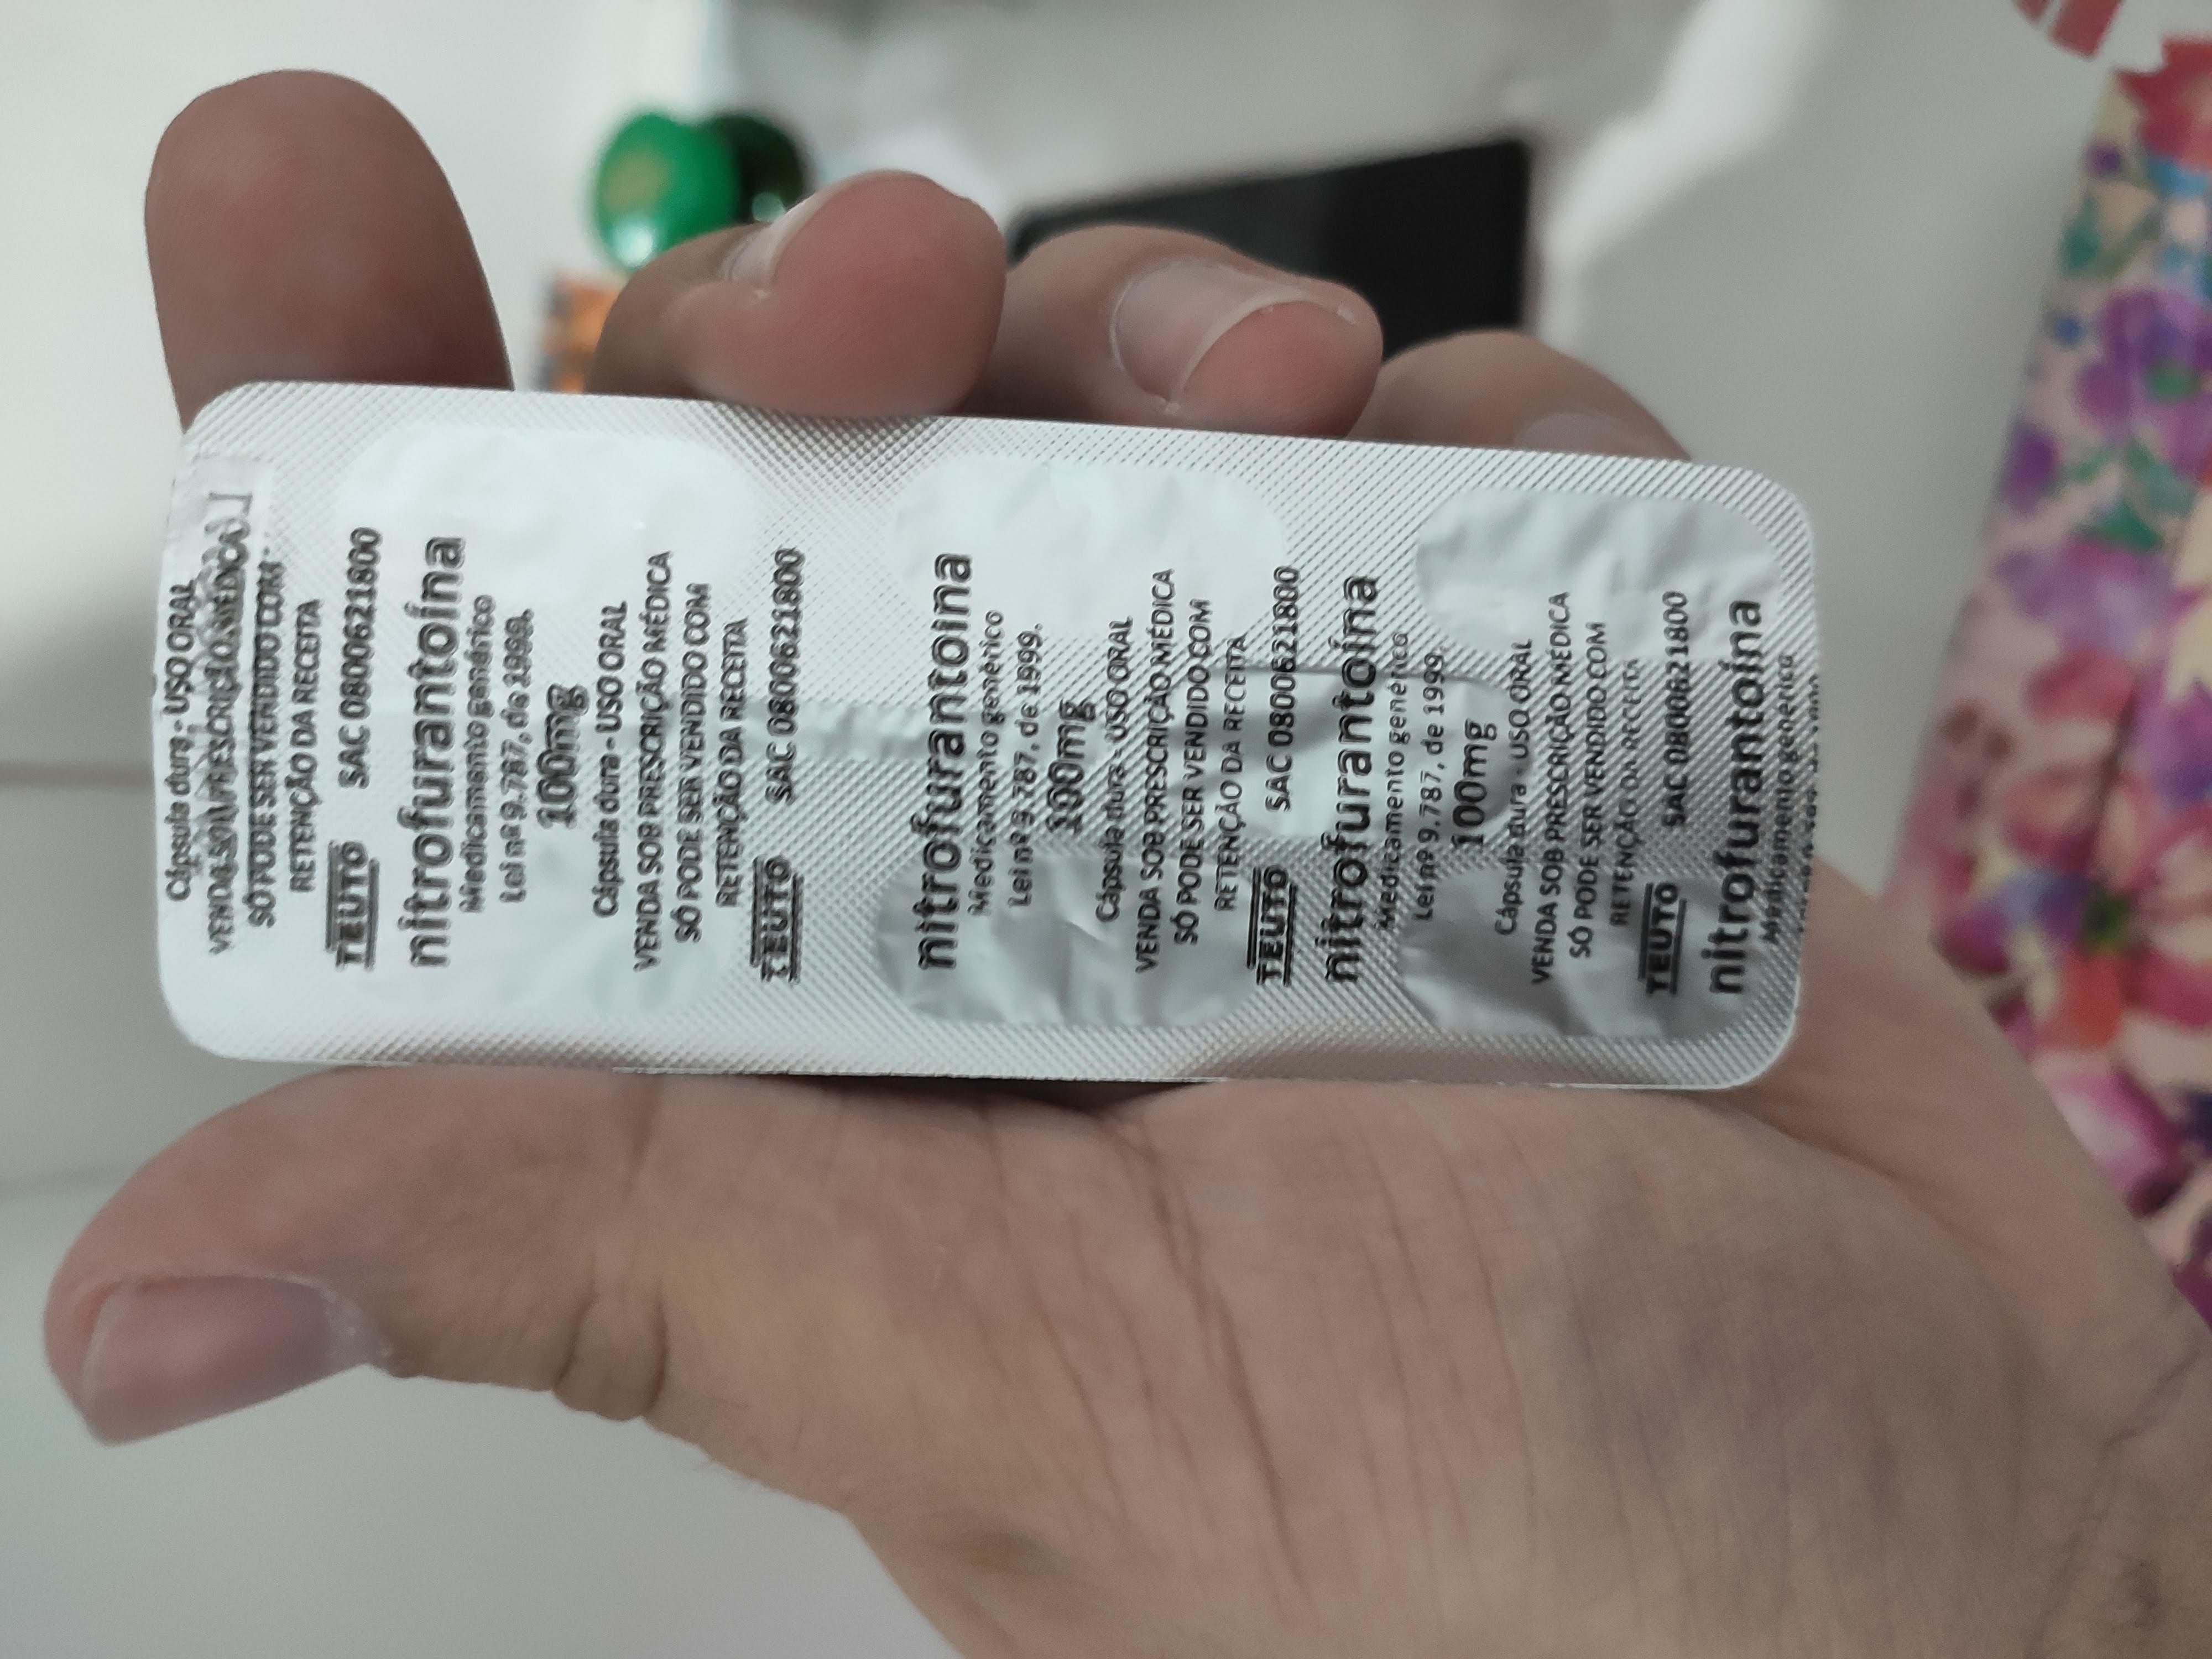 Cápsula dura - USO ORAL
VENDA SOB PRESCRIÇÃO MÉDICA
SÓ PODE SER VENDIDO COM
RETENÇÃO DA RECEITA
TEUTO SAC 0800621800
nitrofurantoína
Medicamento genérico
Lei nº 9.787, de 1999.
100mg
Cápsula dura - USO ORAL
VENDA SOB PRESCRIÇÃO MÉDICA
SÓ PODE SER VENDIDO COM
RETENÇÃO DA RECEITA
TEUTO SAC 0800621800
nitrofurantoína
Medicamento genérico
Lei nº 9.787, de 1999.
100mg
Cápsula dura - USO ORAL
VENDA SOB PRESCRIÇÃO MÉDICA
SÓ PODE SER VENDIDO COM
RETENÇÃO DA RECEITA
TEUTO SAC 0800621800
nitrofurantoína
Medicamento genérico
Lei nº 9.787, de 1999.
100mg
Cápsula dura - USO ORAL
VENDA SOB PRESCRIÇÃO MÉDICA
SÓ PODE SER VENDIDO COM
RETENÇÃO DA RECEITA
TEUTO SAC 0800621800
nitrofurantoína
Medicamento genérico